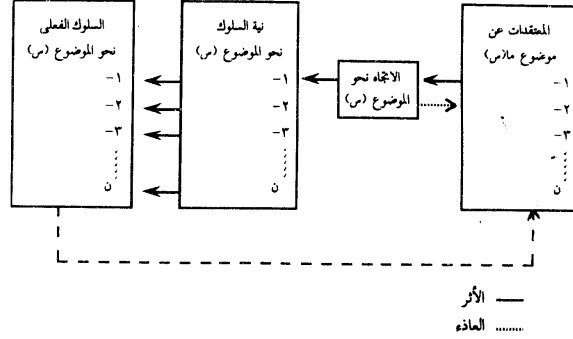 المعتقدات عن
موضوع ما(س)
١-
٢-
٣-
ن
الاتجاه نحو
الموضوع (س)
نية السلوك
نحو الموضوع (س)
١-
٢-
٣-
ن
السلوك الفعلى
نحو الموضوع (س)
١-
٢-
٣-
ن
الأثر
العاذء